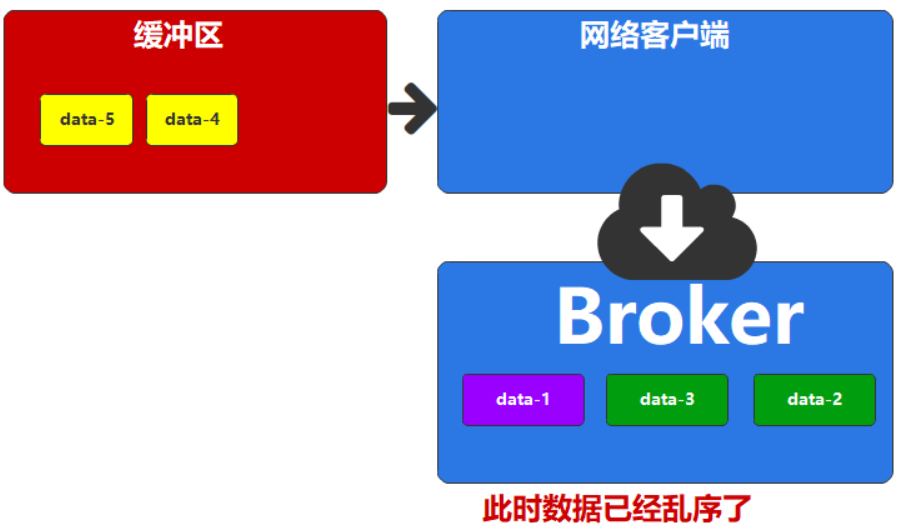 缓冲区
网络客户端
data-5 data-4
Broker
data-1 data-3 data-2
此时数据已经乱序了